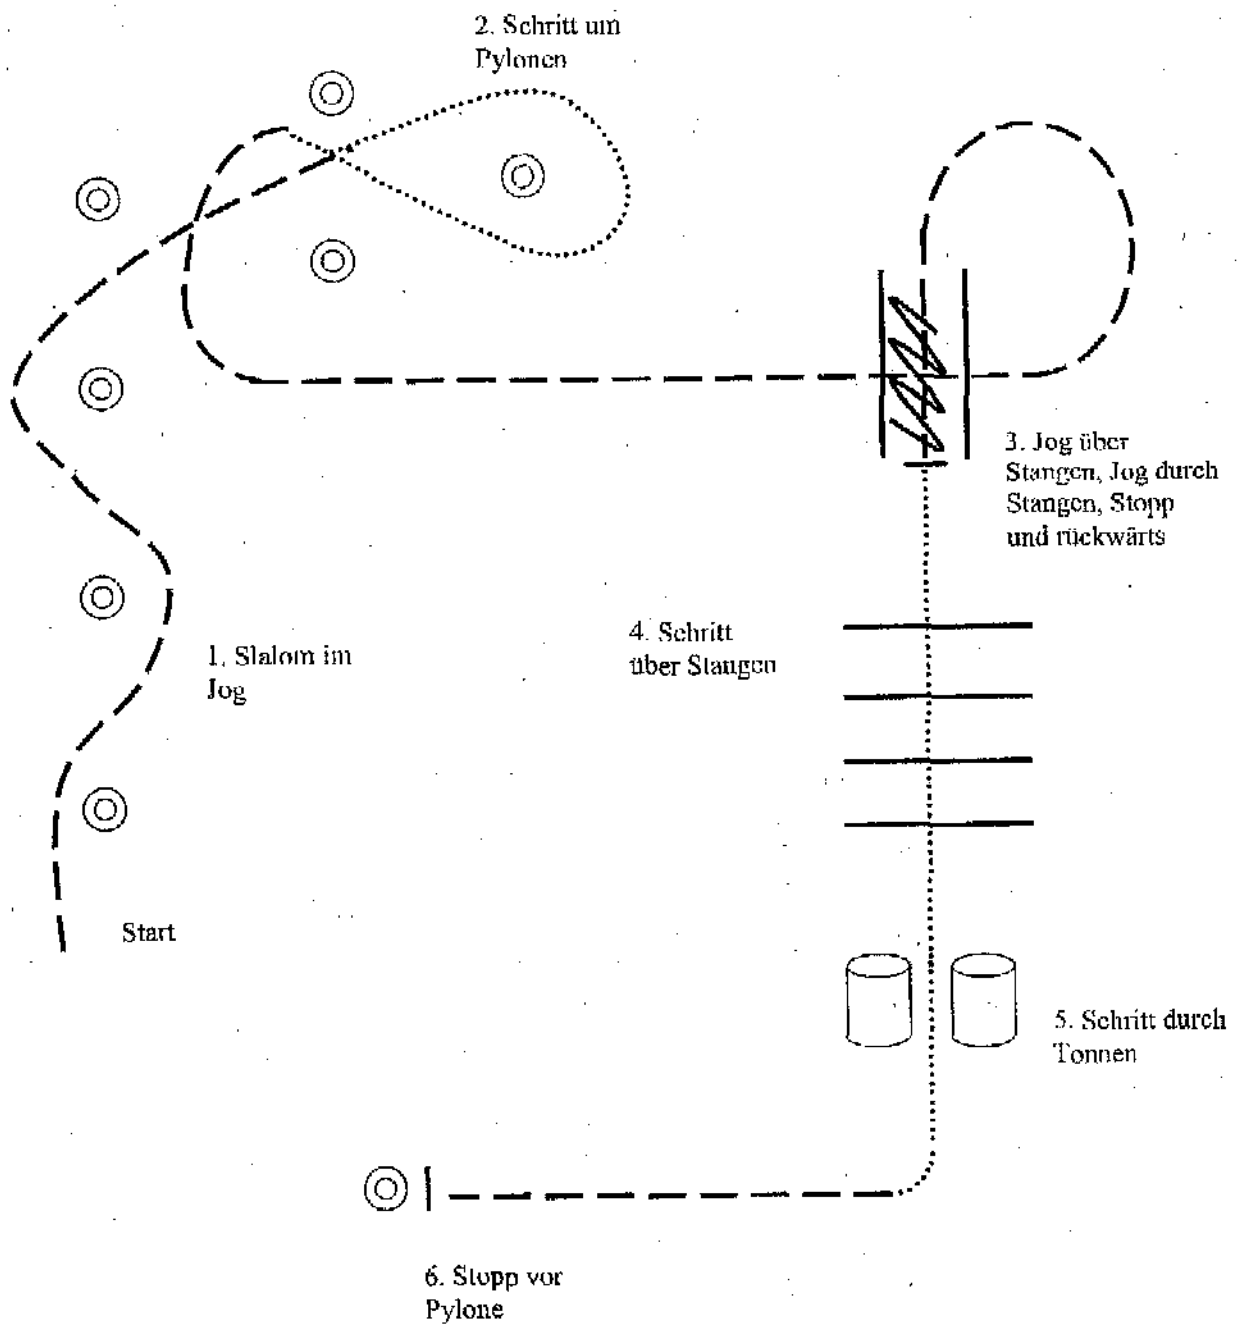 2. Schritt um
Pylonen
3. Jog über
Stangen, Jog durch
Stangen, Stopp
und rückwärts
4. Schritt
über Stangen
1. Slalom im
Jog
Start
5. Schritt durch
Tonnen
6. Stopp vor
Pylone